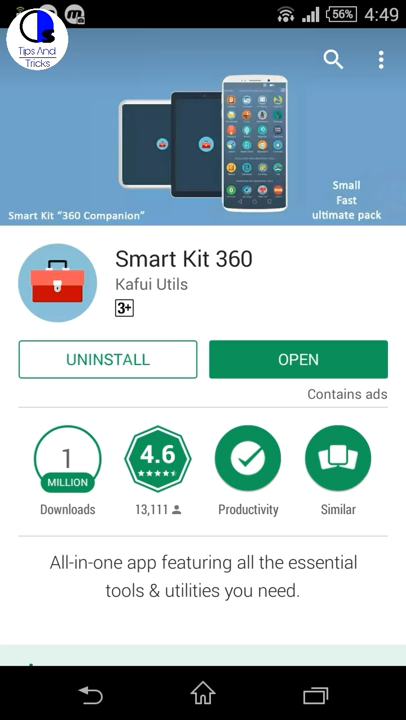 56%
4:49
Tips And
Tricks
Smart Kit "360 Companion"
Small
Fast
ultimate pack
Smart Kit 360
Kafui Utils
3+
UNINSTALL
OPEN
Contains ads
1
MILLION
Downloads
4.6
13,111
Productivity
Similar
All-in-one app featuring all the essential
tools & utilities you need.